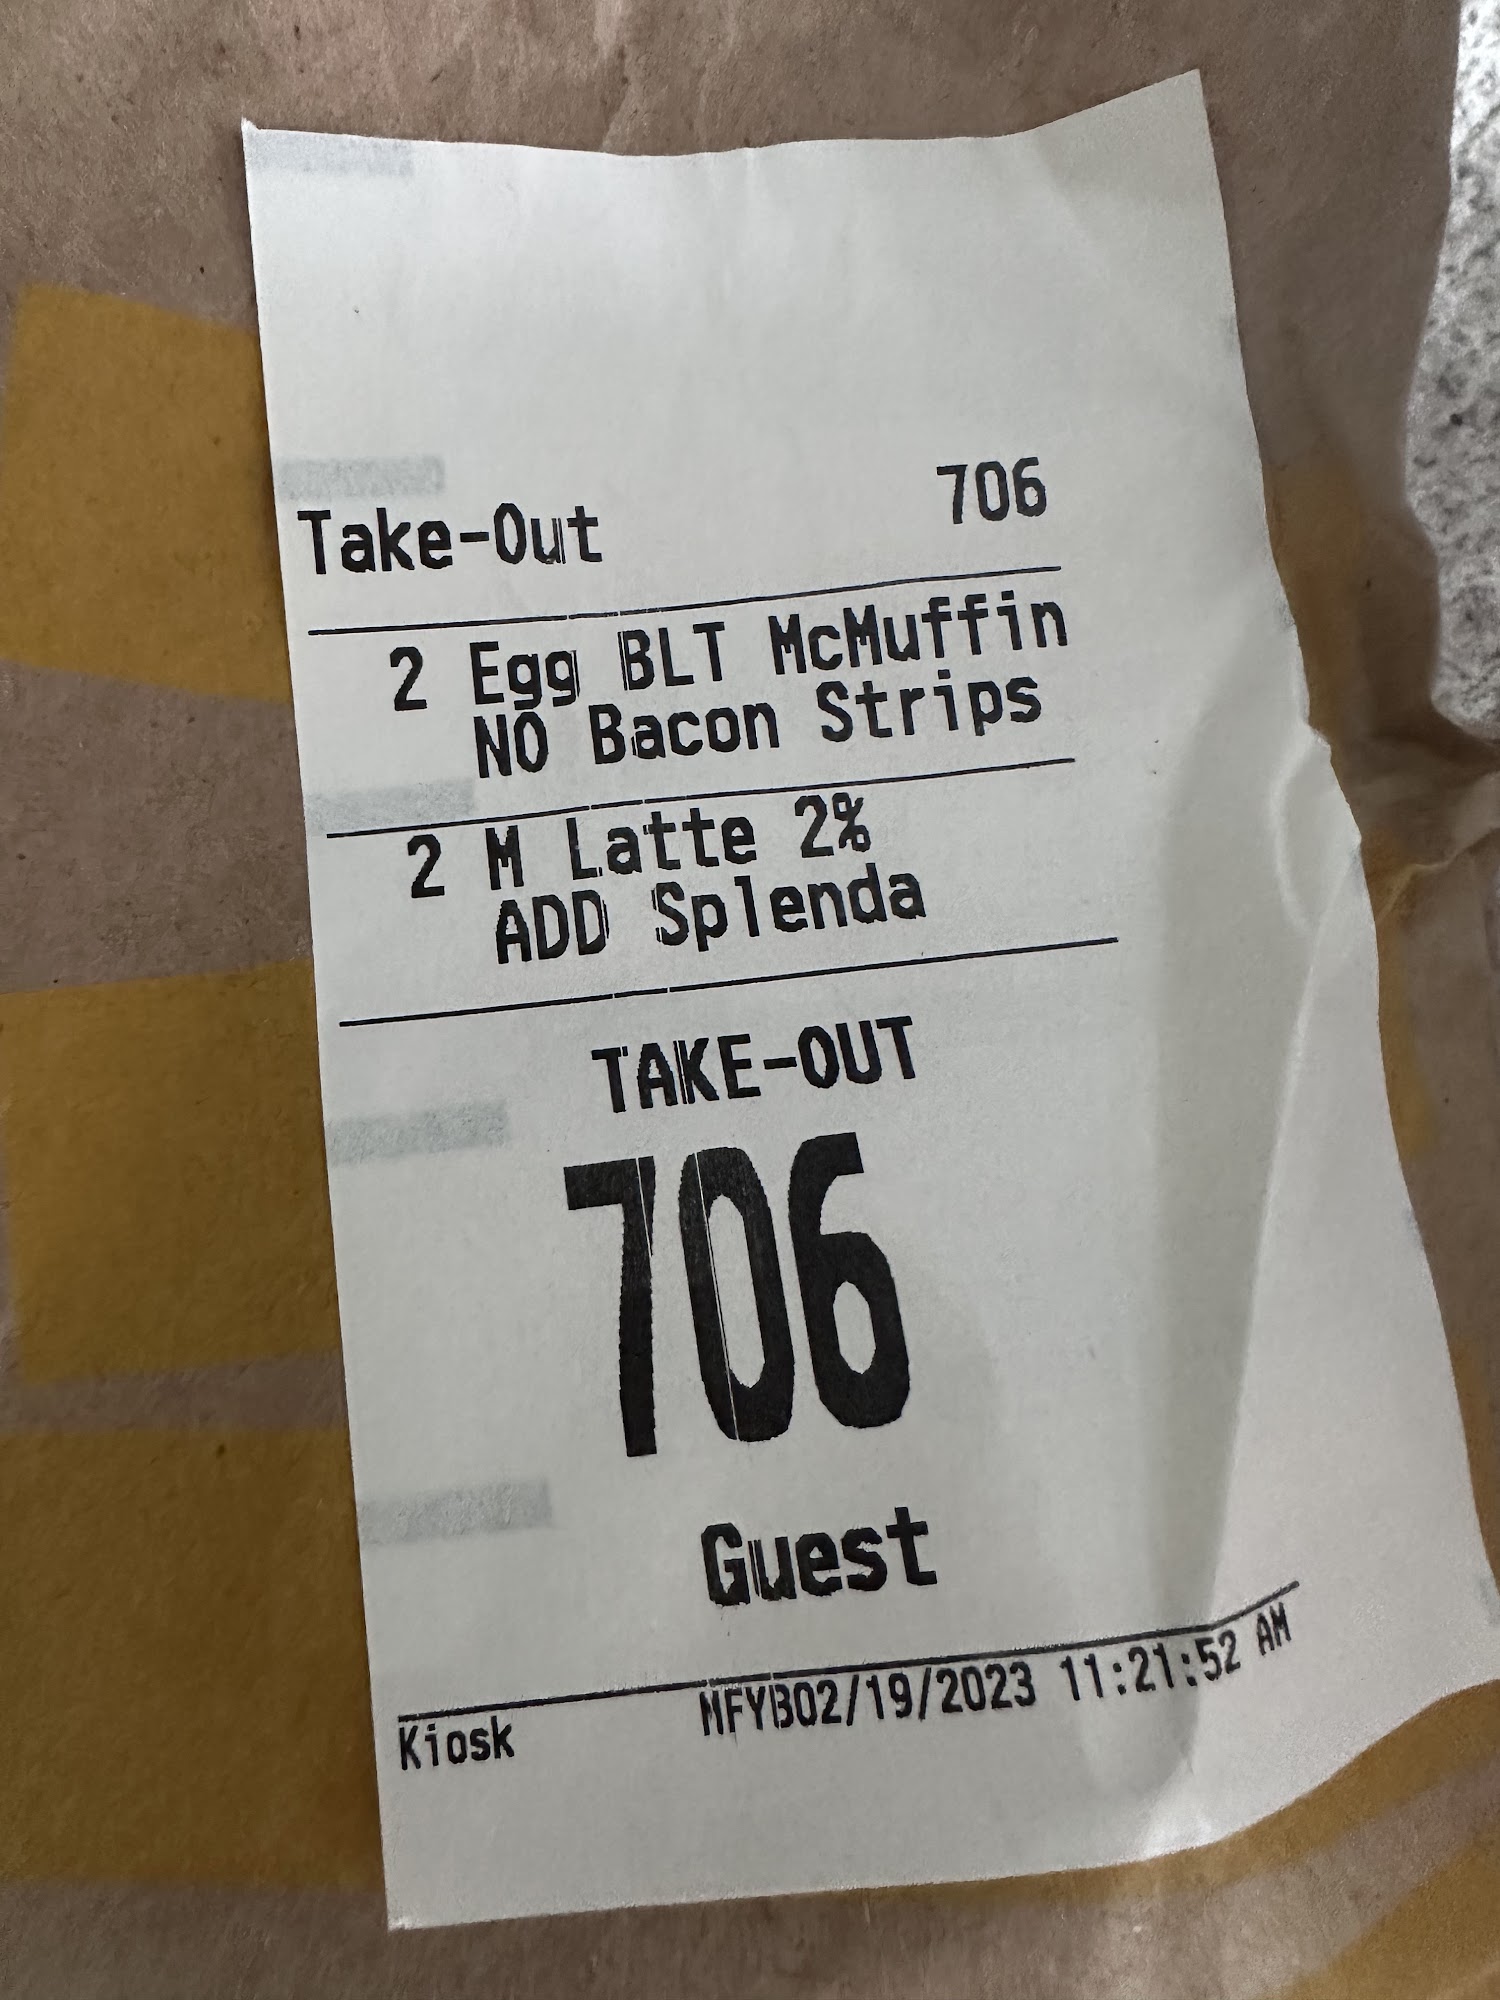 Take-Out 706
2 Egg BLT McMuffin
NO Bacon Strips
2 M Latte 2%
ADD Splenda
TAKE-OUT
706
Guest
Kiosk MFYB02/19/2023 11:21:52 AM